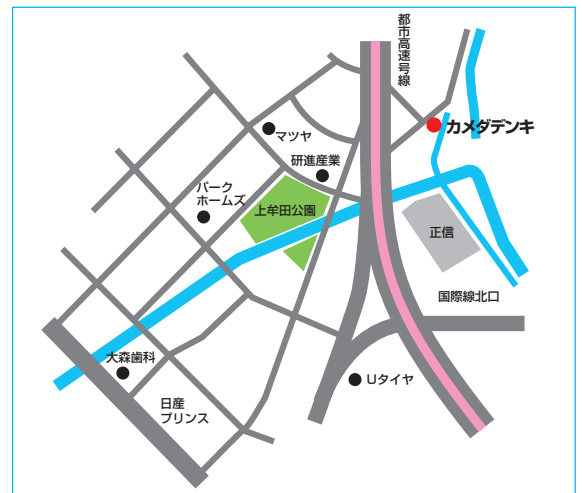 都市高速号線
カメダデンキ
マツヤ
研進産業
パーク
ホームズ
上牟田公園
正信
国際線北口
大森歯科
Uタイヤ
日産
プリンス